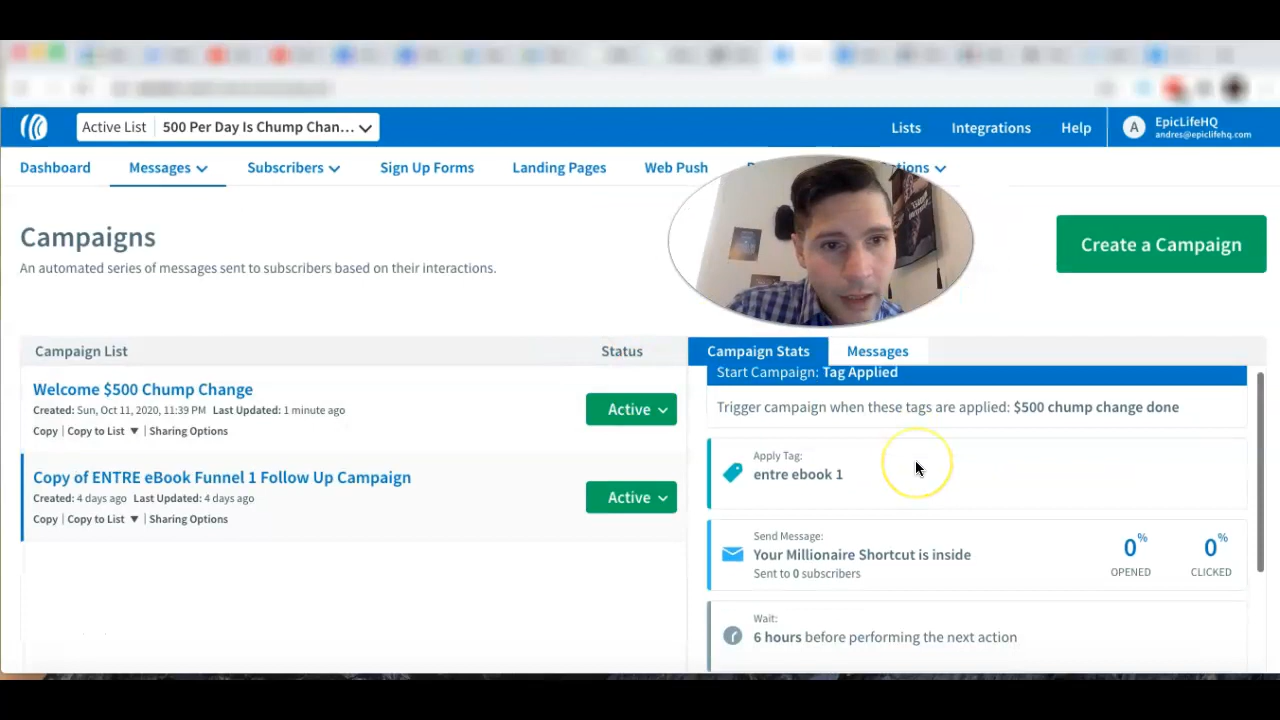 Active List 500 Per Day Is Chump Chan...
Lists Integrations Help
A EpicLifeHQ
andres@epiclifehq.com
Dashboard Messages Subscribers Sign Up Forms Landing Pages Web Push
Campaigns
An automated series of messages sent to subscribers based on their interactions.
Create a Campaign
Campaign List Status
Welcome $500 Chump Change
Created: Sun, Oct 11, 2020, 11:39 PM Last Updated: 1 minute ago
Copy | Copy to List | Sharing Options
Active
Copy of ENTRE eBook Funnel 1 Follow Up Campaign
Created: 4 days ago Last Updated: 4 days ago
Copy | Copy to List | Sharing Options
Active
Campaign Stats Messages
Start Campaign: Tag Applied
Trigger campaign when these tags are applied: $500 chump change done
Apply Tag:
entre ebook 1
Send Message:
Your Millionaire Shortcut is inside
Sent to 0 subscribers
0% OPENED
0% CLICKED
Wait:
6 hours before performing the next action